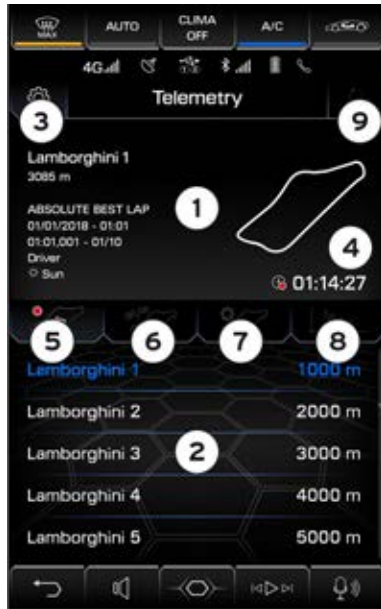 MAX
AUTO
CLIMA
OFF
A/C
4G
Telemetry
3
9
Lamborghini 1
3085 m
1
ABSOLUTE BEST LAP
01/01/2018 - 01:01
01:01,001 - 01/10
Driver
Sun
4
01:14:27
5
6
7
8
Lamborghini 1 1000 m
Lamborghini 2 2000 m
Lamborghini 3 3000 m
2
Lamborghini 4 4000 m
Lamborghini 5 5000 m